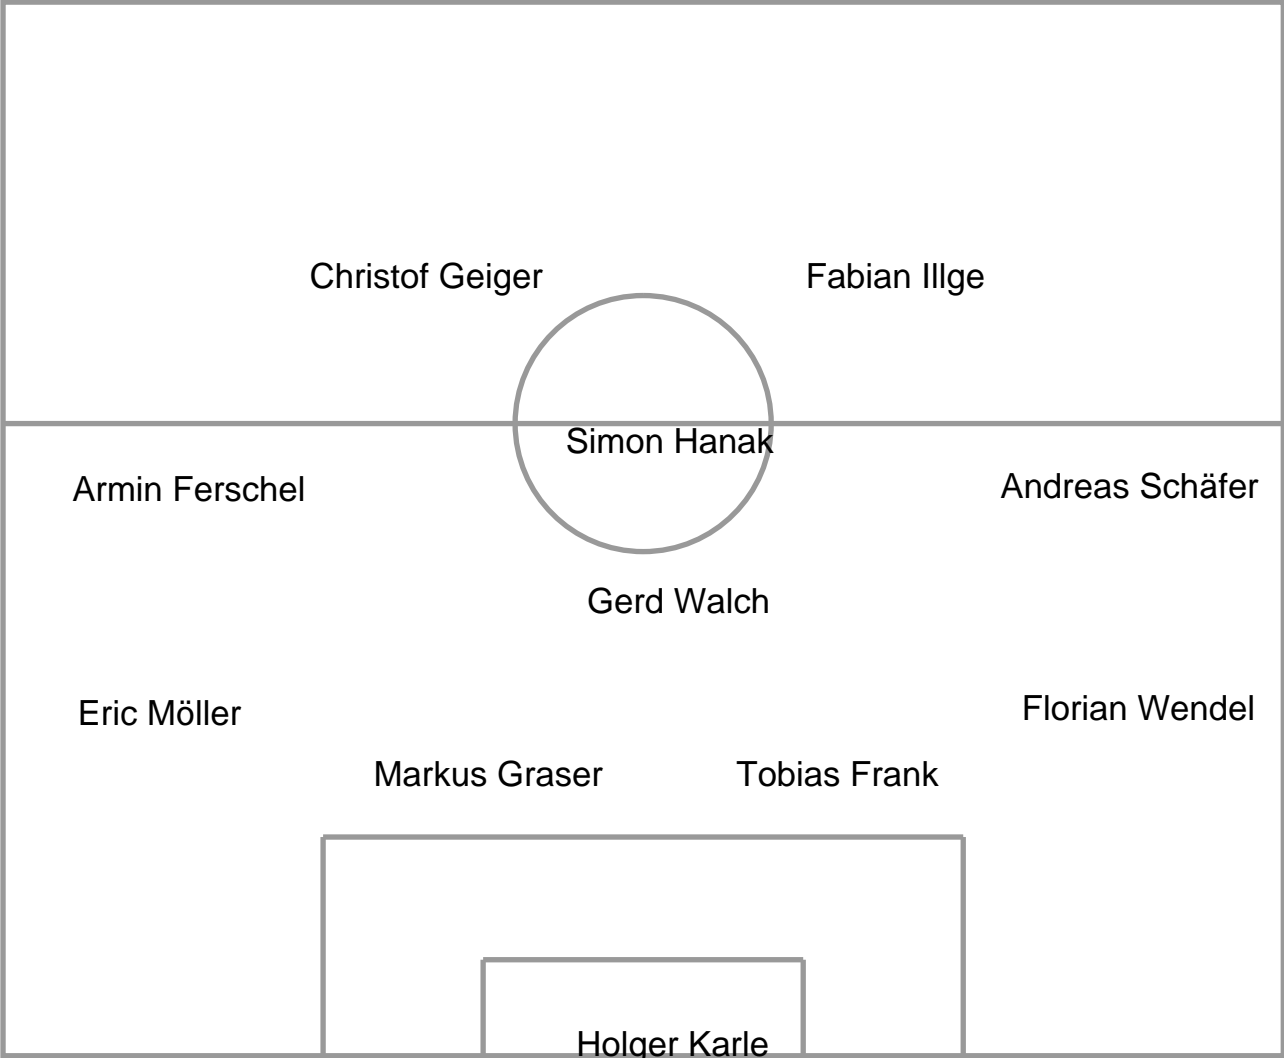 Christof Geiger
Fabian Illge
Simon Hanak
Armin Ferschel
Andreas Schäfer
Gerd Walch
Eric Möller
Florian Wendel
Markus Graser
Tobias Frank
Holger Karle